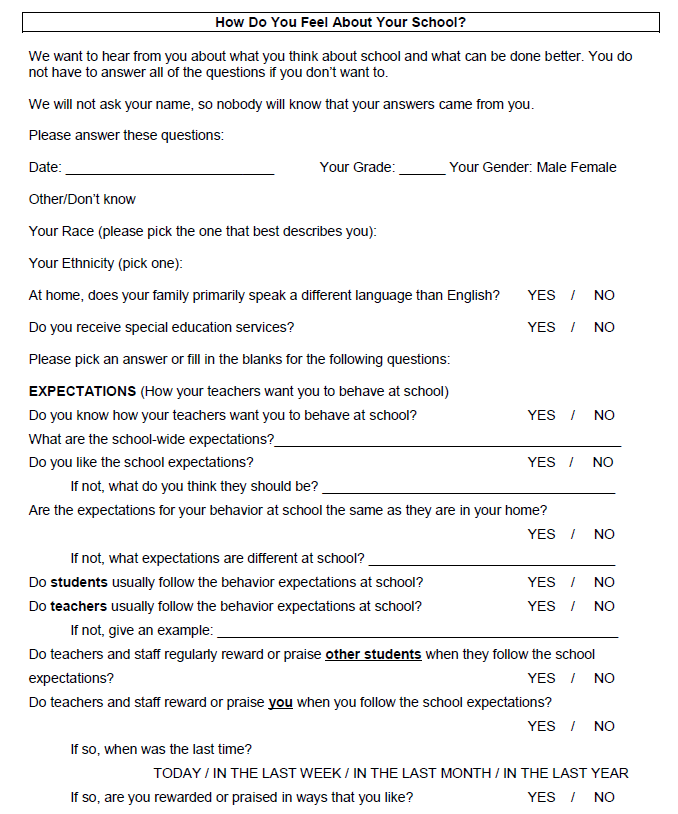 How Do You Feel About Your School?
We want to hear from you about what you think about school and what can be done better. You do
not have to answer all of the questions if you don't want to.
We will not ask your name, so nobody will know that your answers came from you.
Please answer these questions:
Date: ___________________________ Your Grade: ______ Your Gender: Male Female
Other/Don't know
Your Race (please pick the one that best describes you):
Your Ethnicity (pick one):
At home, does your family primarily speak a different language than English? YES / NO
Do you receive special education services? YES / NO
Please pick an answer or fill in the blanks for the following questions:
EXPECTATIONS (How your teachers want you to behave at school)
Do you know how your teachers want you to behave at school? YES / NO
What are the school-wide expectations?_____________________________________________
Do you like the school expectations? YES / NO
If not, what do you think they should be? ______________________________________
Are the expectations for your behavior at school the same as they are in your home?
YES / NO
If not, what expectations are different at school? ________________________________
Do students usually follow the behavior expectations at school? YES / NO
Do teachers usually follow the behavior expectations at school? YES / NO
If not, give an example: ____________________________________________________
Do teachers and staff regularly reward or praise other students when they follow the school
expectations? YES / NO
Do teachers and staff reward or praise you when you follow the school expectations?
YES / NO
If so, when was the last time?
TODAY / IN THE LAST WEEK / IN THE LAST MONTH / IN THE LAST YEAR
If so, are you rewarded or praised in ways that you like? YES / NO